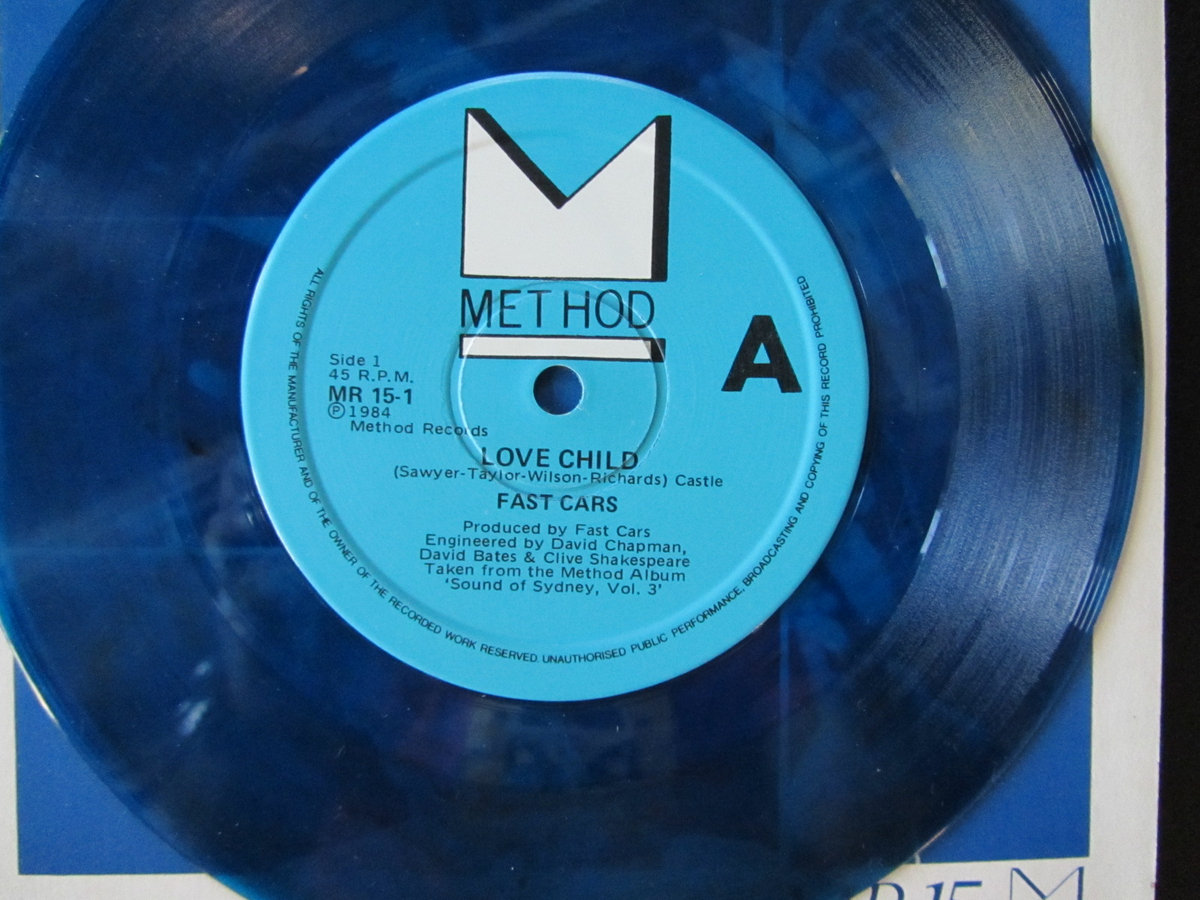 METHOD
A
Side 1
45 R.P.M.
MR 15-1
Ⓟ1984
Method Records
LOVE CHILD
(Sawyer-Taylor-Wilson-Richards) Castle
FAST CARS
Produced by Fast Cars
Engineered by David Chapman,
David Bates & Clive Shakespeare
Taken from the Method Album
'Sound of Sydney, Vol. 3'
ALL RIGHTS OF THE MANUFACTURER AND OF THE OWNER OF THE RECORDED WORK RESERVED. UNAUTHORISED PUBLIC PERFORMANCE, BROADCASTING AND COPYING OF THIS RECORD PROHIBITED